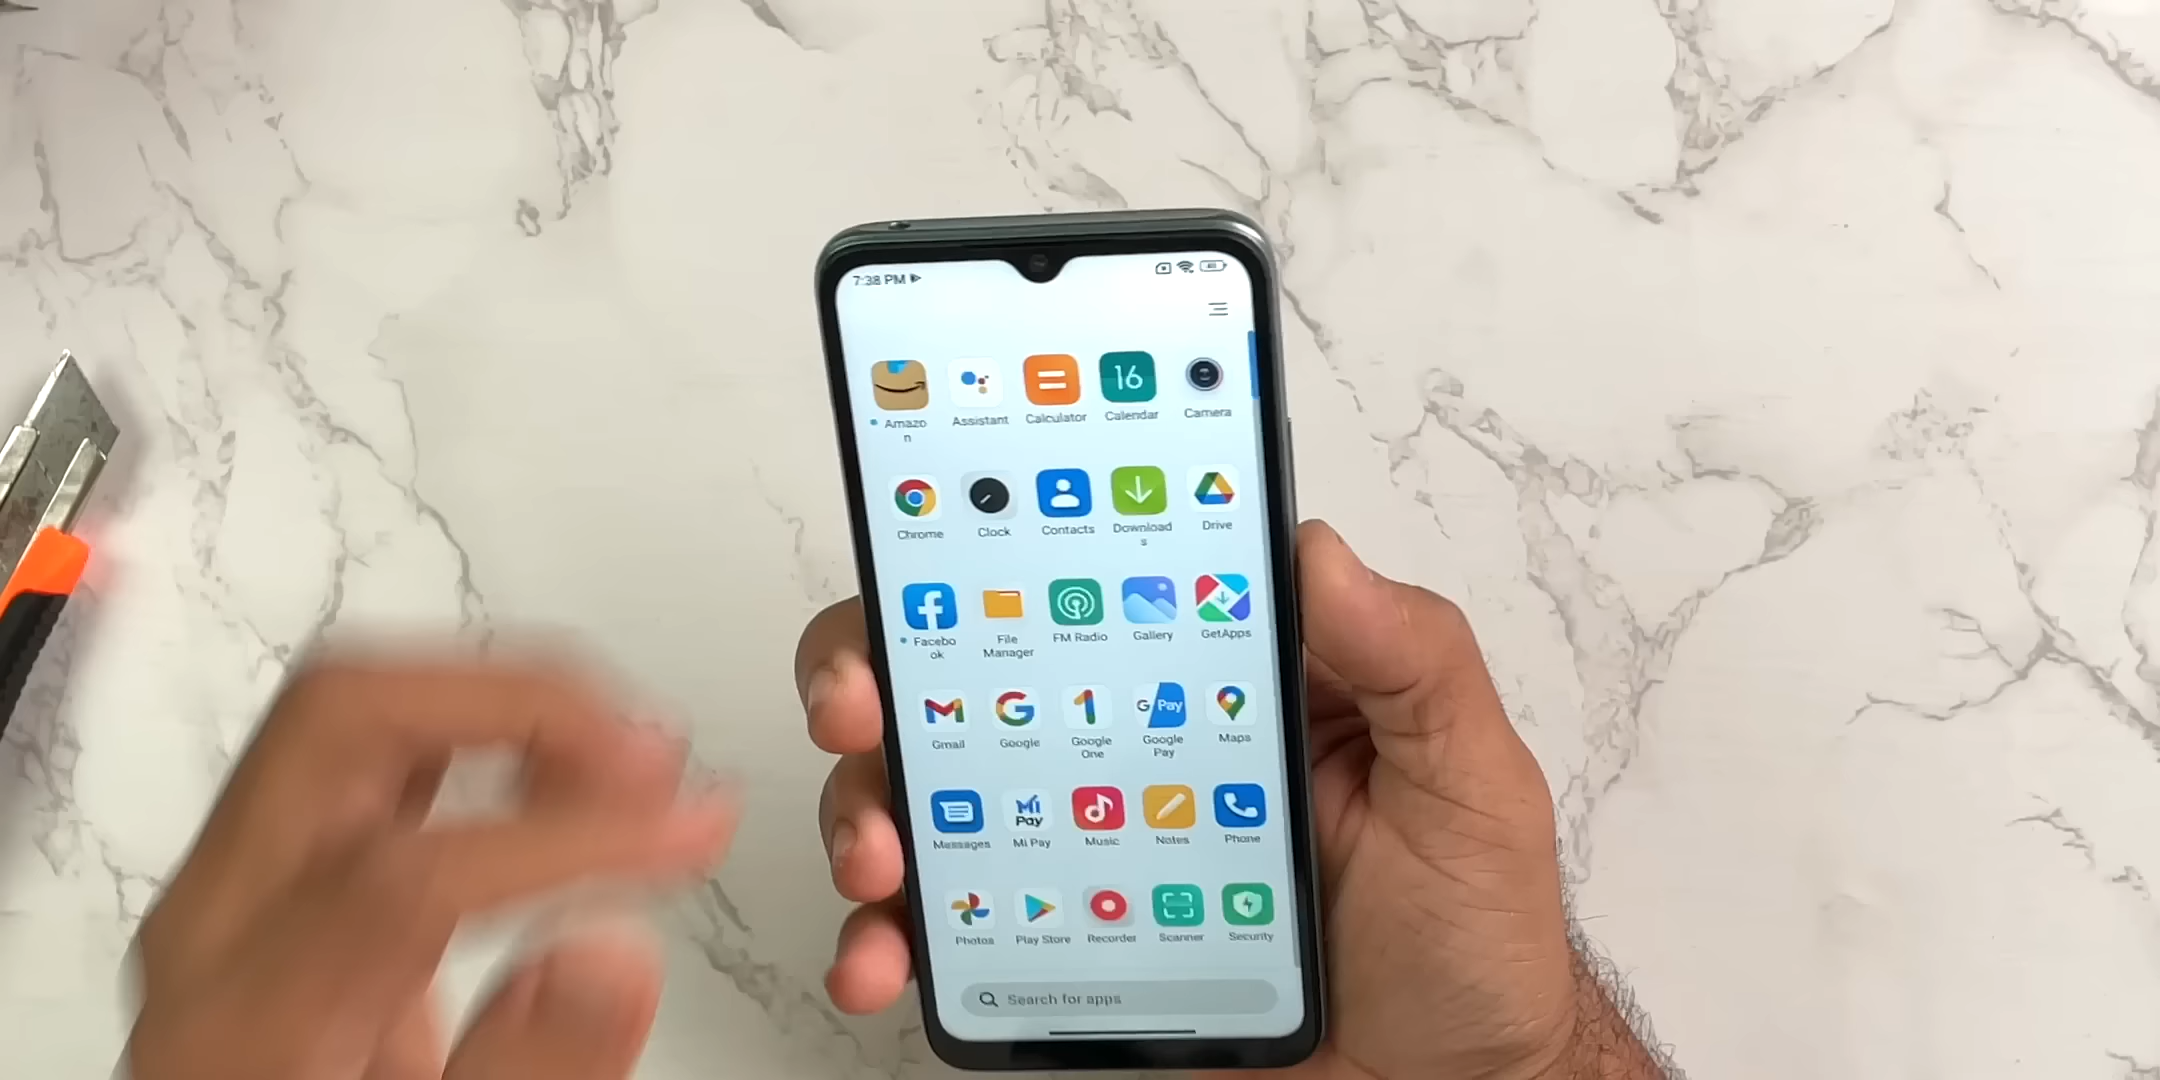 7:38 PM
16
Amazo
n
Assistant
Calculator
Calendar
Camera
Chrome
Clock
Contacts
Download
s
Drive
Facebo
ok
File
Manager
FM Radio
Gallery
GetApps
G Pay
Gmail
Google
Google
One
Google
Pay
Maps
Mi
Pay
Messages
Mi Pay
Music
Notes
Phone
Photos
Play Store
Recorder
Scanner
Security
Search for apps